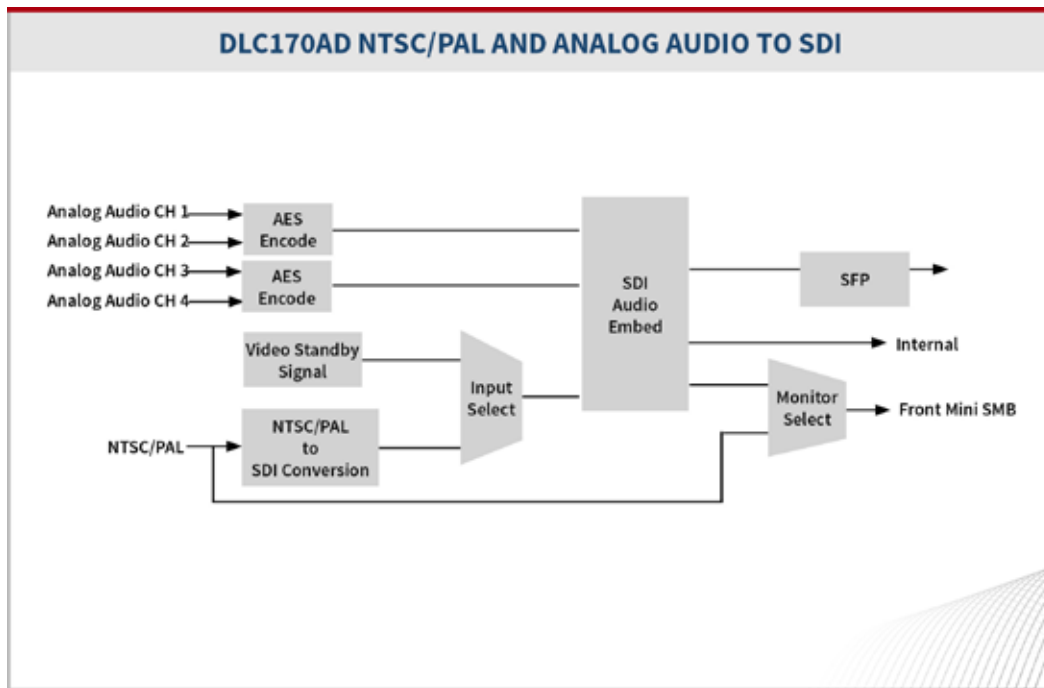 DLC170AD NTSC/PAL AND ANALOG AUDIO TO SDI
Analog Audio CH 1
Analog Audio CH 2
AES
Encode
Analog Audio CH 3
Analog Audio CH 4
AES
Encode
Video Standby
Signal
NTSC/PAL
NTSC/PAL
to
SDI Conversion
Input
Select
SDI
Audio
Embed
SFP
Internal
Monitor
Select
Front Mini SMB